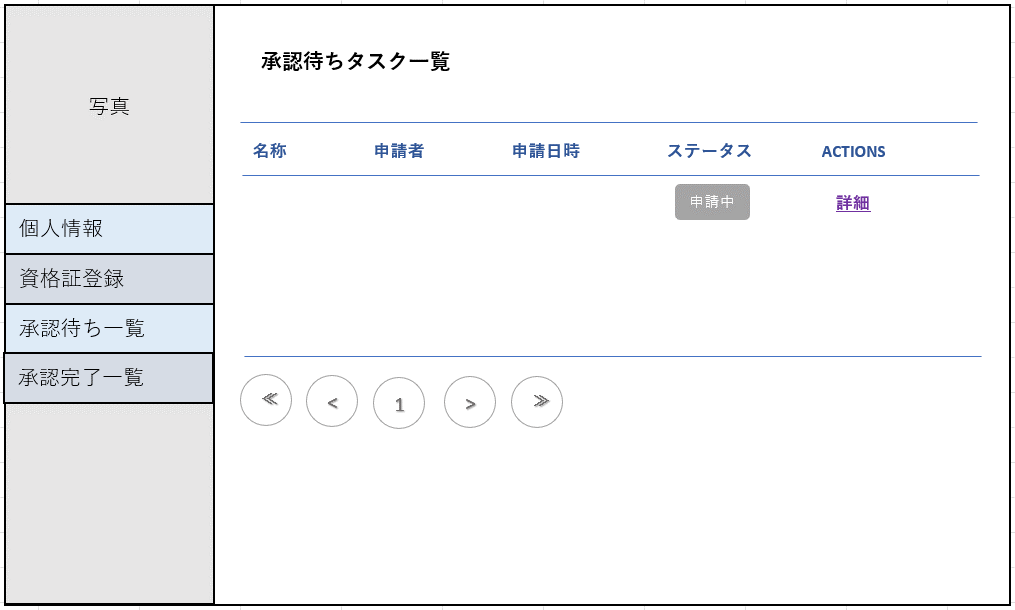 写真
個人情報
資格証登録
承認待ち一覧
承認完了一覧
承認待ちタスク一覧
名称 申請者 申請日時 ステータス ACTIONS
申請中 詳細
≪ < 1 > ≫